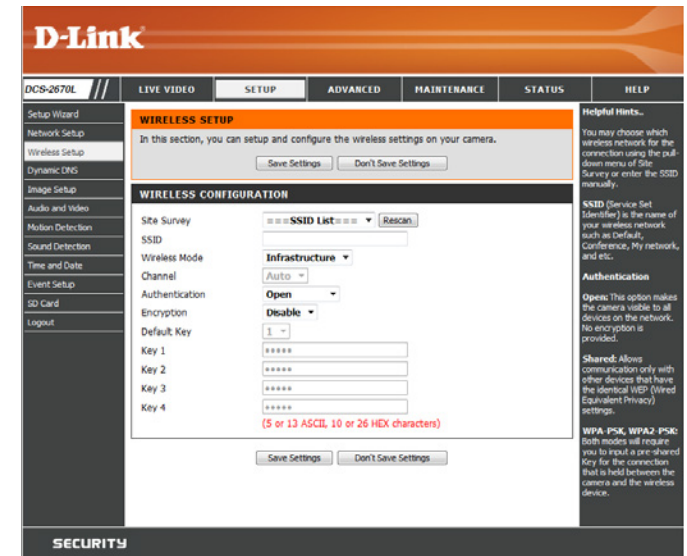 D-Link
DCS-2670L
LIVE VIDEO
SETUP
ADVANCED
MAINTENANCE
STATUS
HELP
Setup Wizard
Network Setup
Wireless Setup
Dynamic DNS
Image Setup
Audio and Video
Motion Detection
Sound Detection
Time and Date
Event Setup
SD Card
Logout
WIRELESS SETUP
In this section, you can setup and configure the wireless settings on your camera.
Save Settings Don't Save Settings
WIRELESS CONFIGURATION
Site Survey ===SSID List=== Rescan
SSID
Wireless Mode Infrastructure
Channel Auto
Authentication Open
Encryption Disable
Default Key 1
Key 1 *****
Key 2 *****
Key 3 *****
Key 4 *****
(5 or 13 ASCII, 10 or 26 HEX characters)
Save Settings Don't Save Settings
Helpful Hints..
You may choose which
wireless network for the
connection using the pull-
down menu of Site
Survey or enter the SSID
manually.
SSID (Service Set
Identifier) is the name of
your wireless network
such as Default,
Conference, My network,
and etc.
Authentication
Open: This option makes
the camera visible to all
devices on the network.
No encryption is
provided.
Shared: Allows
communication only with
other devices that have
the identical WEP (Wired
Equivalent Privacy)
settings.
WPA-PSK, WPA2-PSK:
Both modes will require
you to input a pre-shared
Key for the connection
that is held between the
camera and the wireless
device.
SECURITY